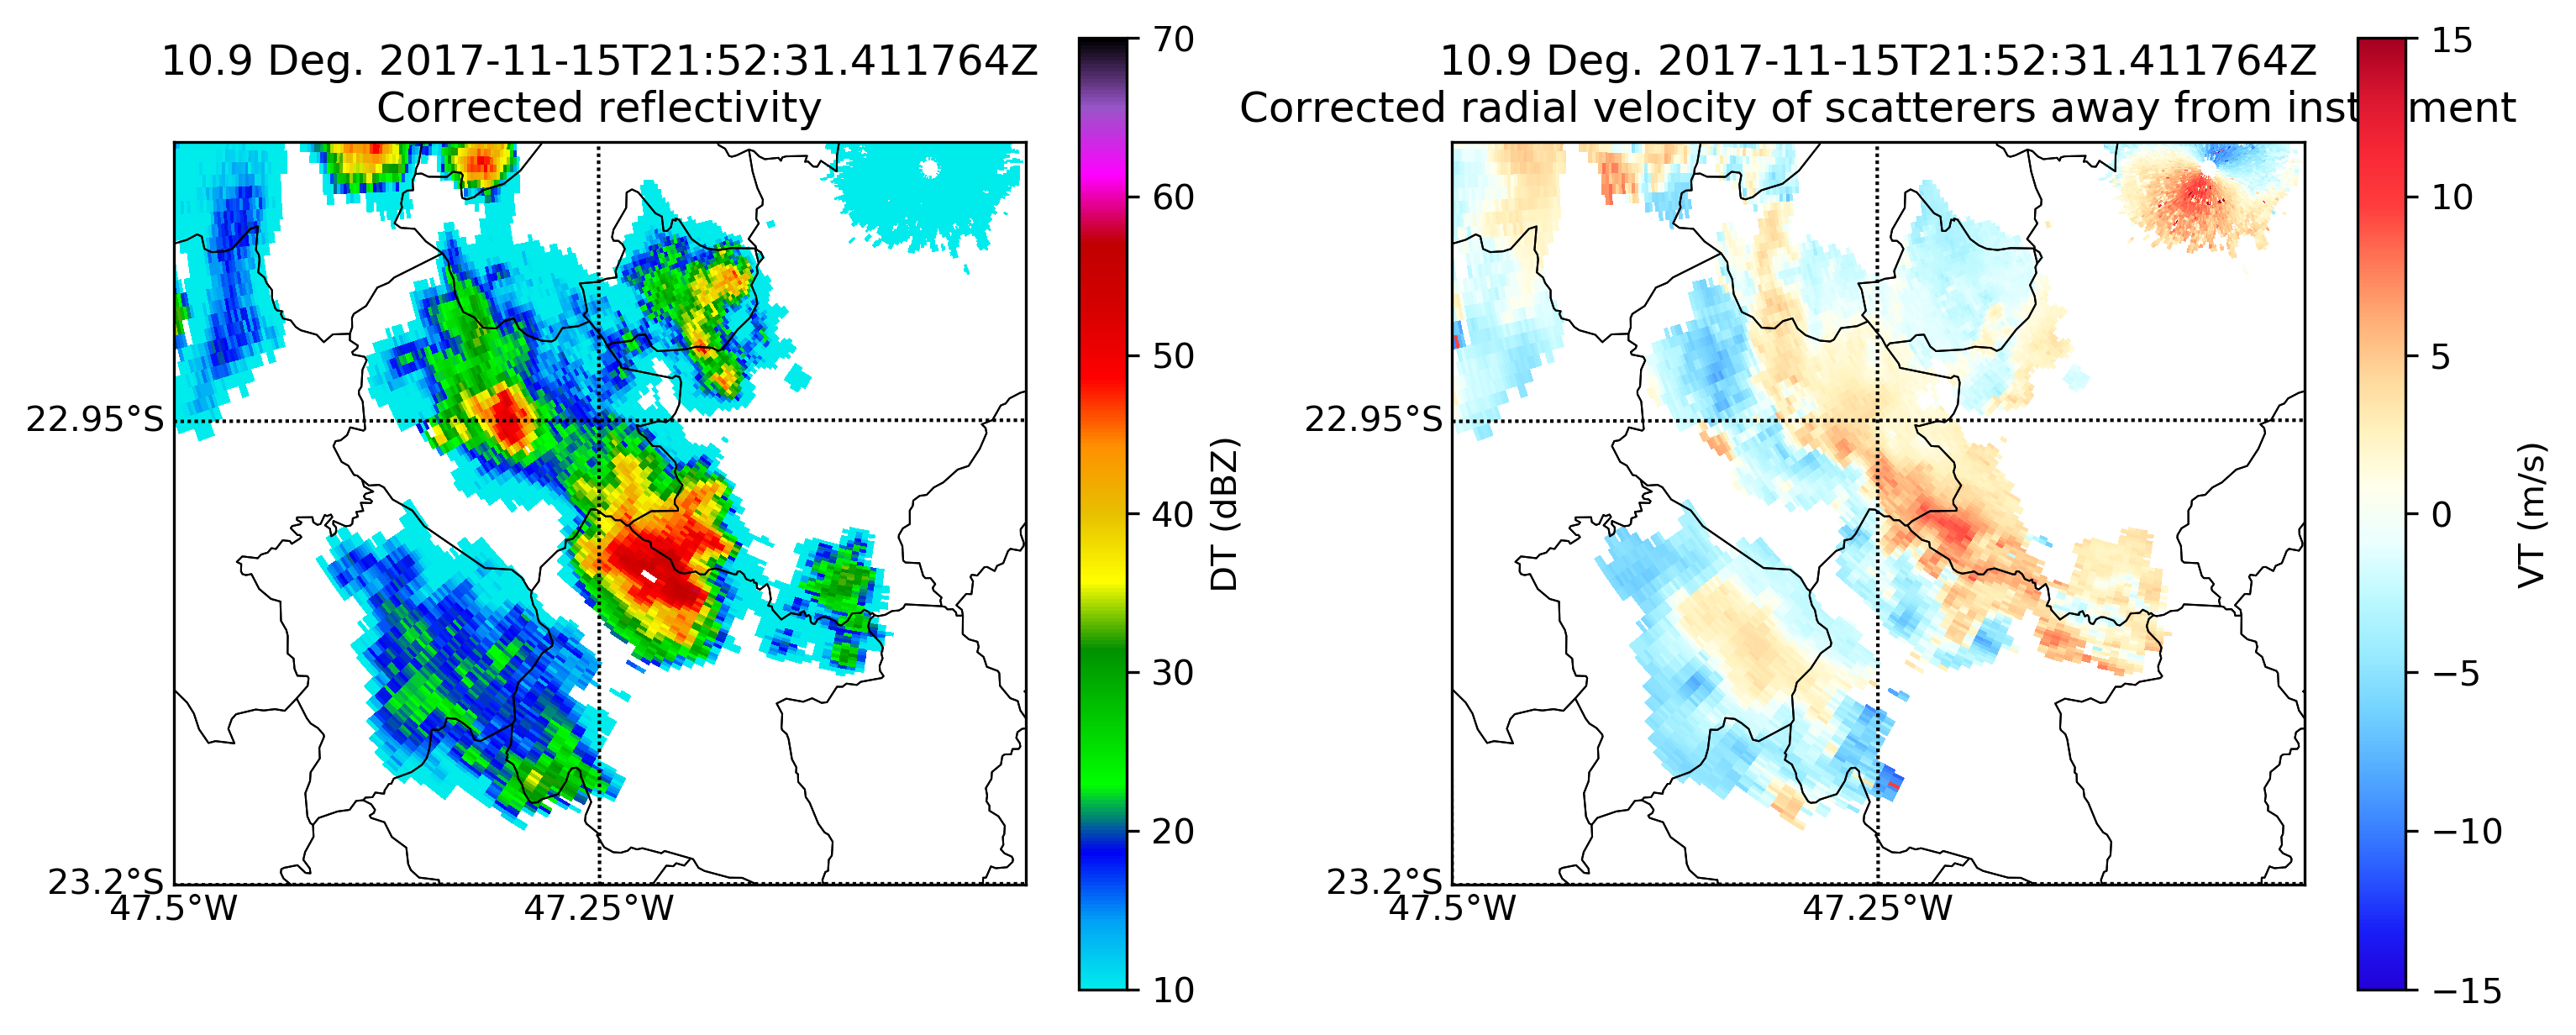 10.9 Deg. 2017-11-15T21:52:31.411764Z
Corrected reflectivity
22.95°S
23.2°S
47.5°W
47.25°W
70
60
50
40
30
20
10
DT (dBZ)
10.9 Deg. 2017-11-15T21:52:31.411764Z
Corrected radial velocity of scatterers away from inst ment
22.95°S
23.2°S
47.5°W
47.25°W
15
10
5
0
−5
−10
−15
VT (m/s)